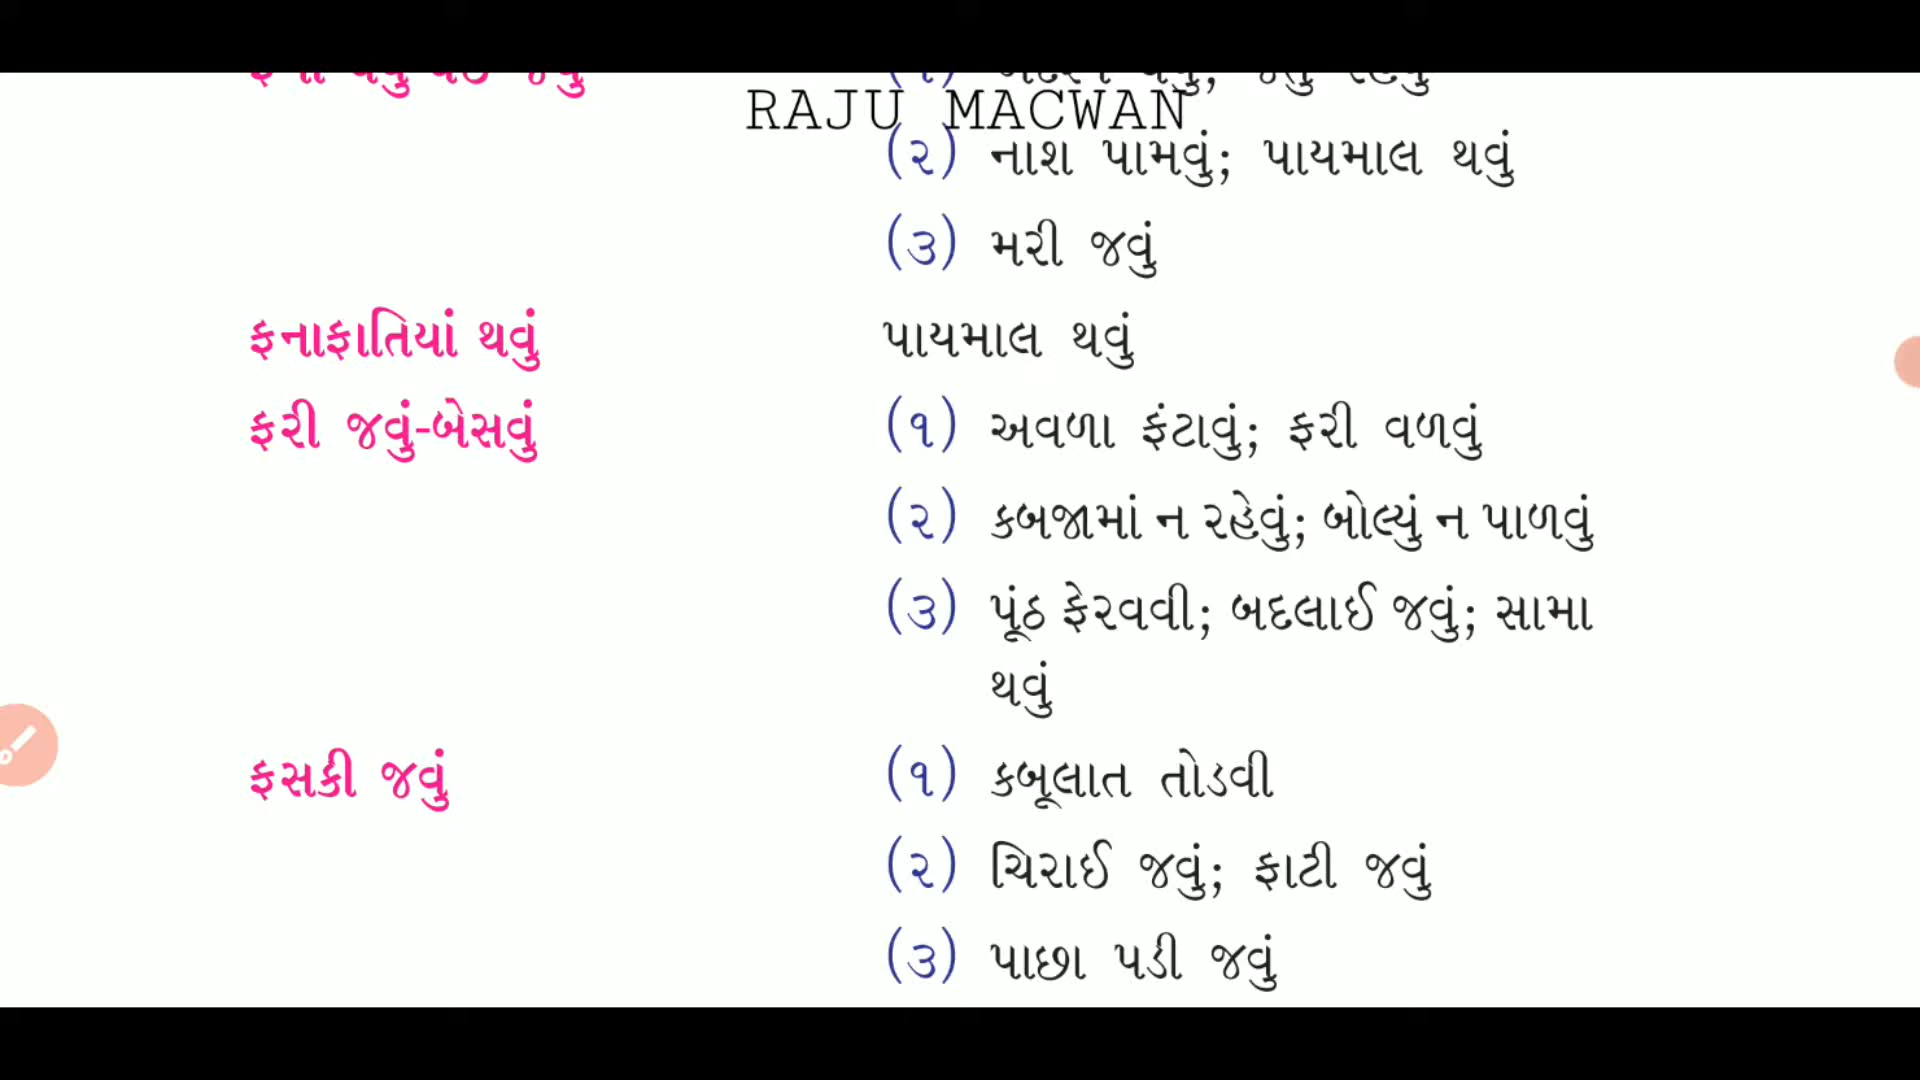 RAJU MACWAN
(૨) નાશ પામવું; પાયમાલ થવું
(૩) મરી જવું
ફનાફાતિયાં થવું પાયમાલ થવું
ફરી જવું-બેસવું (૧) અવળા ફંટાવું; ફરી વળવું
(૨) કબજામાં ન રહેવું; બોલ્યું ન પાળવું
(૩) પૂંઠ ફેરવવી; બદલાઈ જવું; સામા
થવું
ફસકી જવું (૧) કબૂલાત તોડવી
(૨) ચિરાઈ જવું; ફાટી જવું
(૩) પાછા પડી જવું